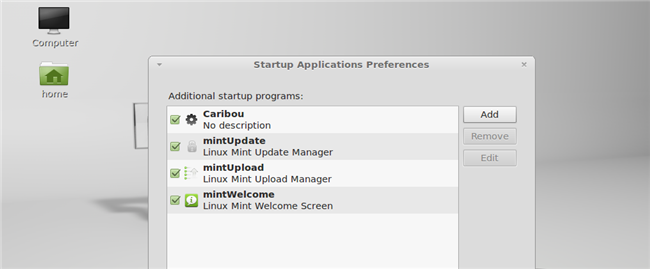 Computer
home
Startup Applications Preferences
Additional startup programs:
Caribou
No description
mintUpdate
Linux Mint Update Manager
mintUpload
Linux Mint Upload Manager
mintWelcome
Linux Mint Welcome Screen
Add
Remove
Edit